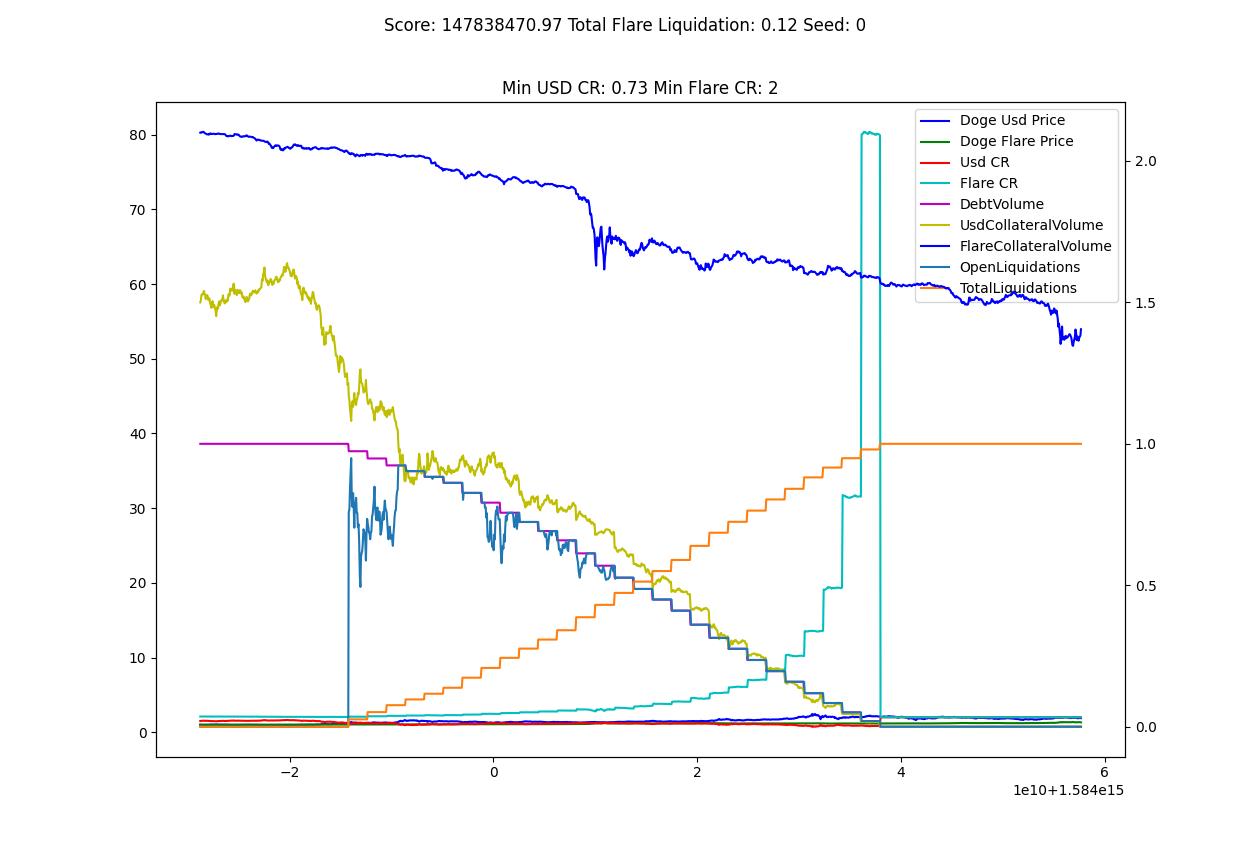 Score: 147838470.97 Total Flare Liquidation: 0.12 Seed: 0
Min USD CR: 0.73 Min Flare CR: 2
80
70
60
50
40
30
20
10
0
2.0
1.5
1.0
0.5
0.0
Doge Usd Price
Doge Flare Price
Usd CR
Flare CR
DebtVolume
UsdCollateralVolume
FlareCollateralVolume
OpenLiquidations
TotalLiquidations
−2 0 2 4 6
1e10+1.584e15